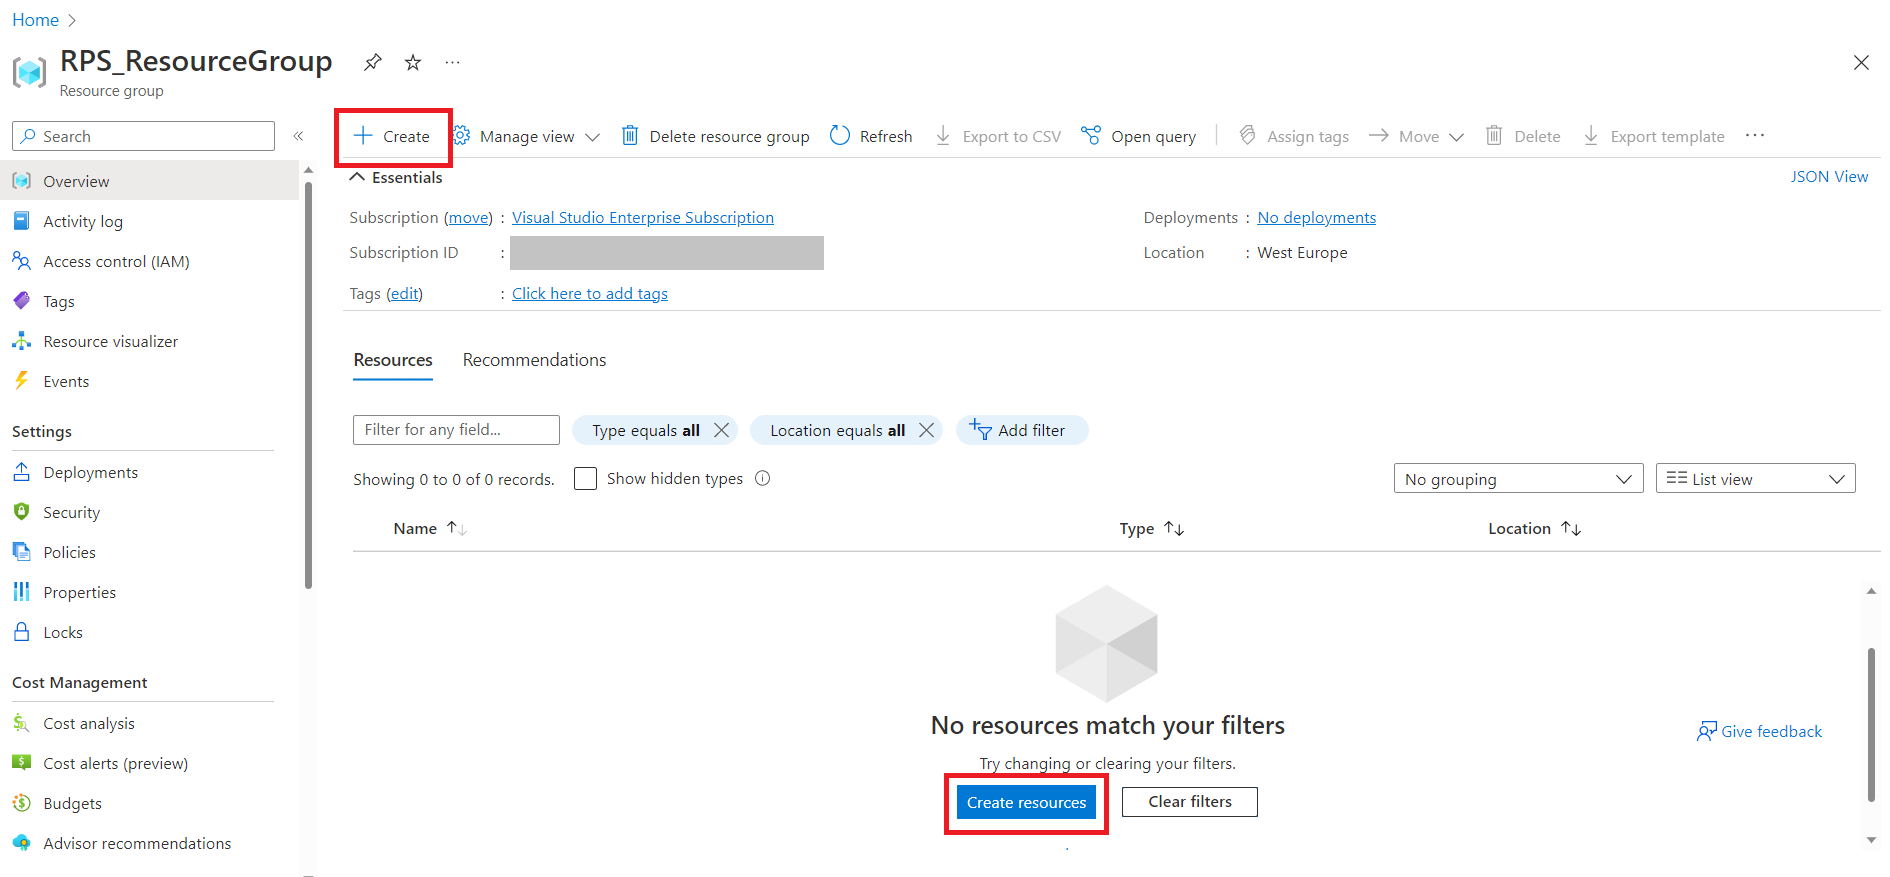 Home
RPS_ResourceGroup
Resource group
Search
Create
Manage view
Delete resource group
Refresh
Export to CSV
Open query
Assign tags
Move
Delete
Export template
Overview
Activity log
Access control (IAM)
Tags
Resource visualizer
Events
Settings
Deployments
Security
Policies
Properties
Locks
Cost Management
Cost analysis
Cost alerts (preview)
Budgets
Advisor recommendations
Essentials
JSON View
Subscription (move) : Visual Studio Enterprise Subscription
Subscription ID :
Tags (edit) : Click here to add tags
Deployments : No deployments
Location : West Europe
Resources Recommendations
Filter for any field...
Type equals all
Location equals all
Add filter
Showing 0 to 0 of 0 records.
Show hidden types
No grouping
List view
Name
Type
Location
No resources match your filters
Try changing or clearing your filters.
Create resources
Clear filters
Give feedback